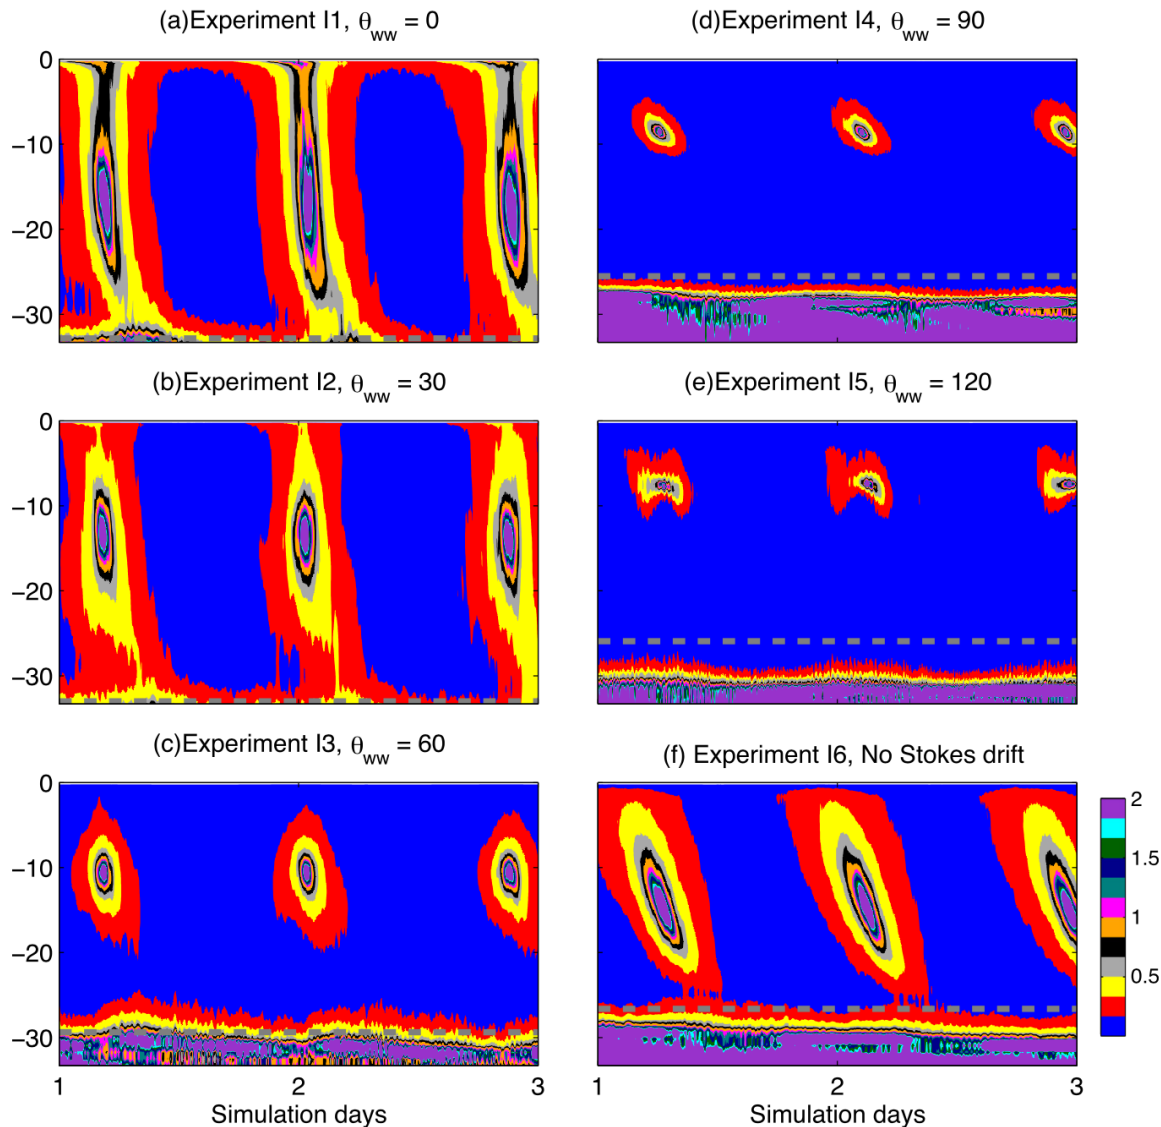 (a)Experiment I1, θww = 0
(d)Experiment I4, θww = 90
0
−10
−20
−30
(b)Experiment I2, θww = 30
(e)Experiment I5, θww = 120
0
−10
−20
−30
(c)Experiment I3, θww = 60
(f) Experiment I6, No Stokes drift
0
−10
−20
−30
2
1.5
1
0.5
1 2 3
1 2 3
Simulation days
Simulation days